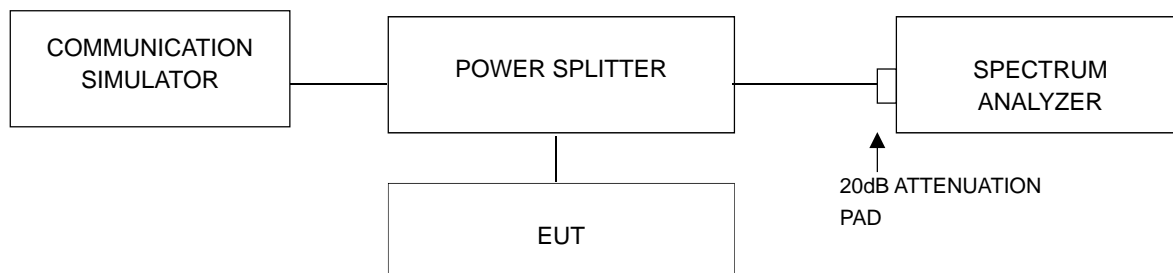 COMMUNICATION
SIMULATOR
POWER SPLITTER
SPECTRUM
ANALYZER
20dB ATTENUATION
PAD
EUT